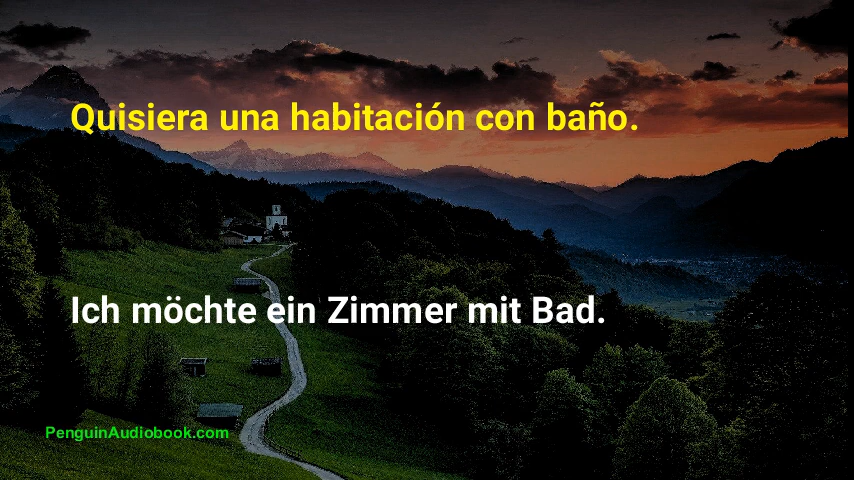 Quisiera una habitación con baño.
Ich möchte ein Zimmer mit Bad.
PenguinAudiobook.com